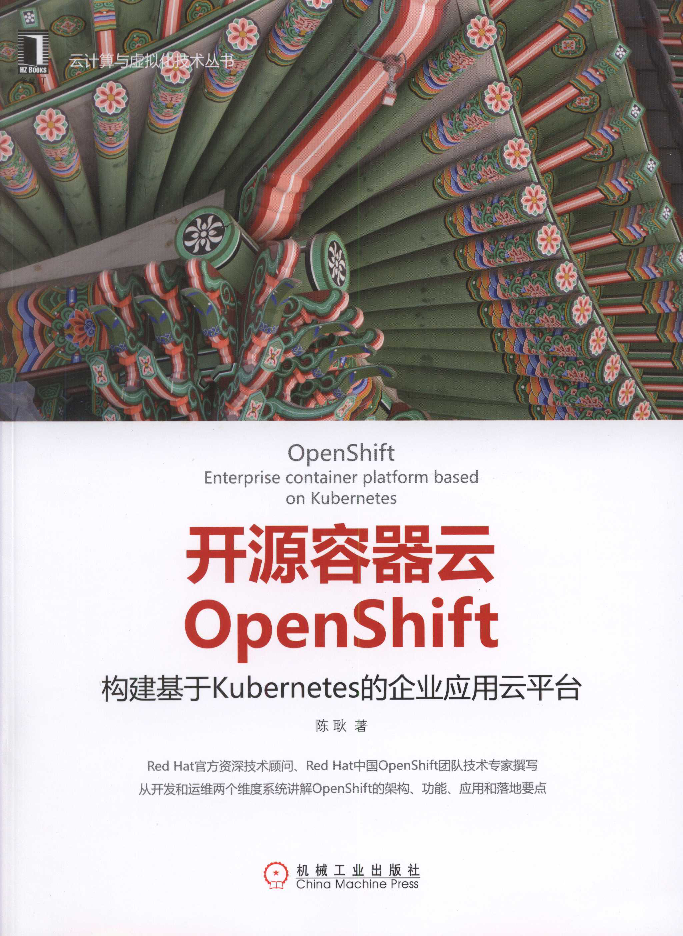 HZ Books
云计算与虚拟化技术丛书
OpenShift
Enterprise container platform based
on Kubernetes
开源容器云
OpenShift
构建基于Kubernetes的企业应用云平台
陈耿 著
Red Hat官方资深技术顾问、Red Hat中国OpenShift团队技术专家撰写
从开发和运维两个维度系统讲解OpenShift的架构、功能、应用和落地要点
机械工业出版社
China Machine Press